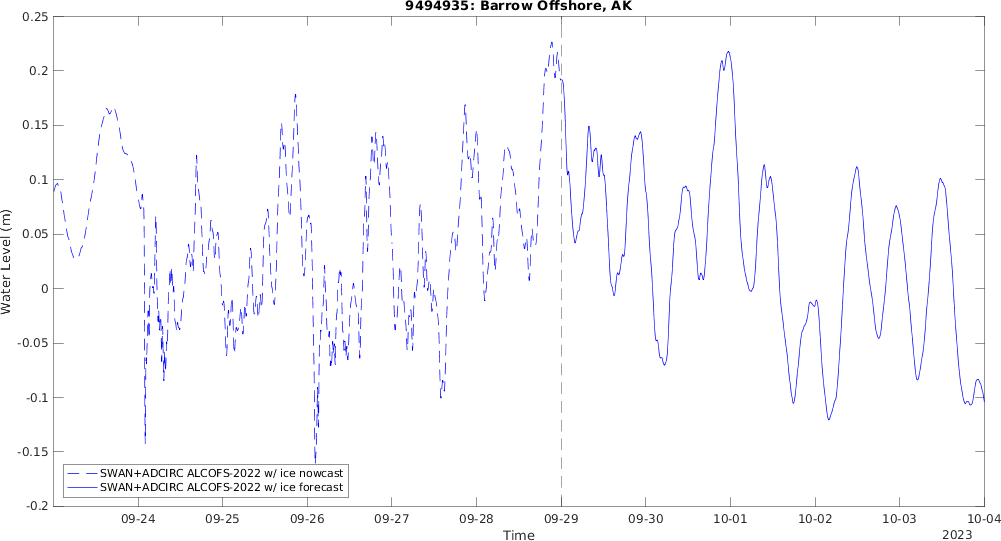 9494935: Barrow Offshore, AK
Water Level (m)
0.25
0.2
0.15
0.1
0.05
0
-0.05
-0.1
-0.15
-0.2
SWAN+ADCIRC ALCOFS-2022 w/ ice nowcast
SWAN+ADCIRC ALCOFS-2022 w/ ice forecast
09-24 09-25 09-26 09-27 09-28 09-29 09-30 10-01 10-02 10-03 10-04
Time
2023